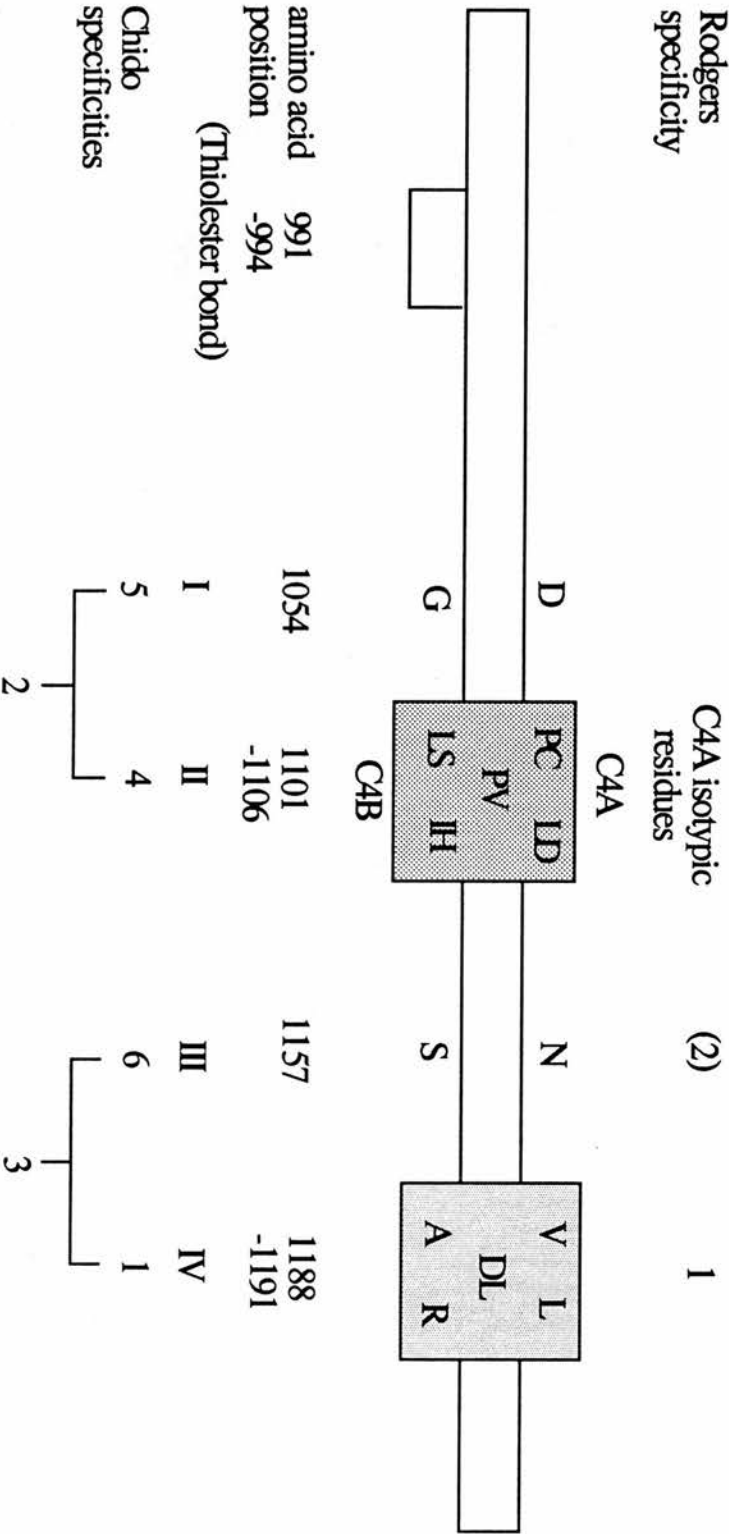 Rodgers
specificity
C4A isotypic
residues
(2)
1
C4A
D
PC LD
N
V L
PV
DL
G
LS IH
S
A R
C4B
amino acid
position
991
-994
1054
1101
-1106
1157
1188
-1191
(Thiolester bond)
I
II
III
IV
Chido
specificities
5
4
6
1
2
3